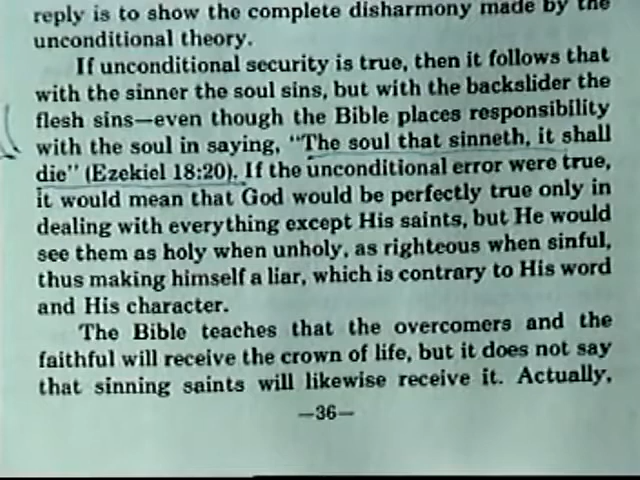 reply is to show the complete disharmony made by the
unconditional theory.
If unconditional security is true, then it follows that
with the sinner the soul sins, but with the backslider the
flesh sins—even though the Bible places responsibility
with the soul in saying, "The soul that sinneth, it shall
die" (Ezekiel 18:20). If the unconditional error were true,
it would mean that God would be perfectly true only in
dealing with everything except His saints, but He would
see them as holy when unholy, as righteous when sinful,
thus making himself a liar, which is contrary to His word
and His character.
The Bible teaches that the overcomers and the
faithful will receive the crown of life, but it does not say
that sinning saints will likewise receive it. Actually,
—36—